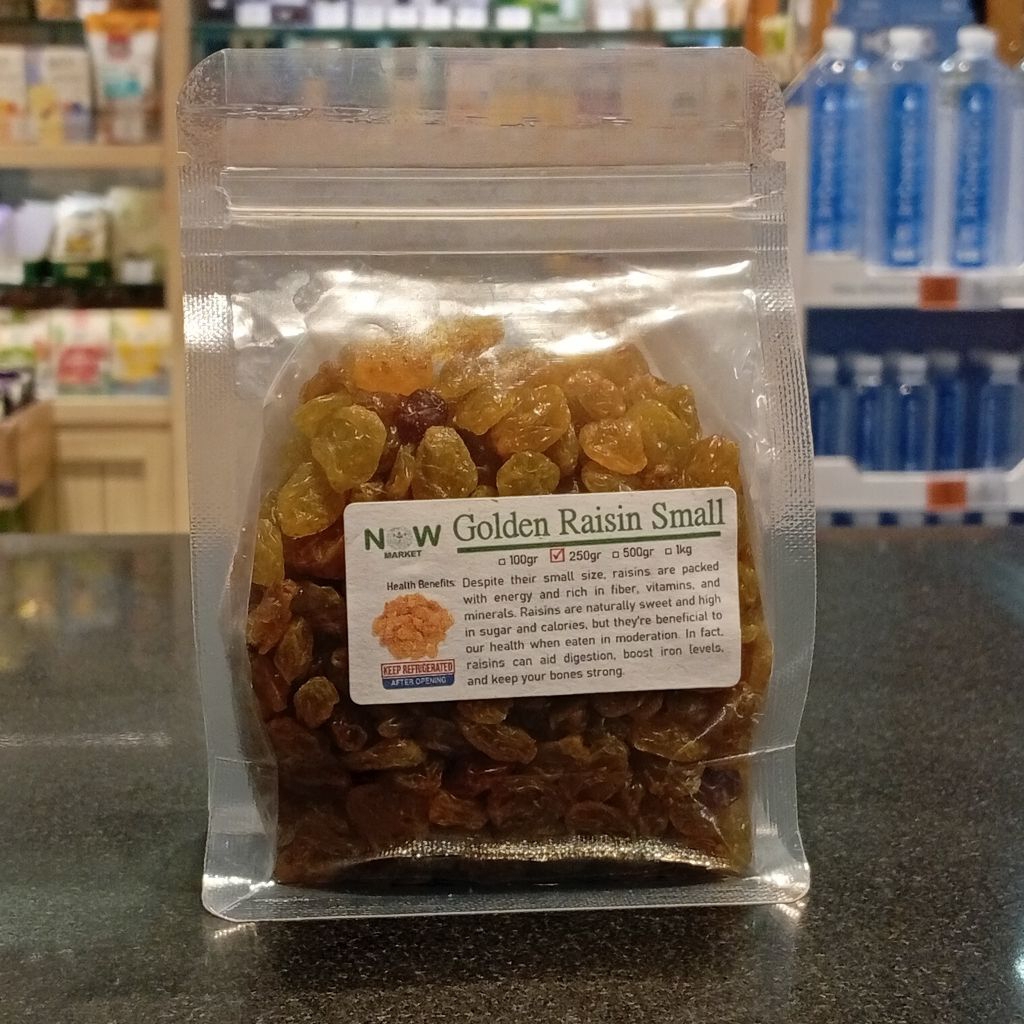 NOW
MARKET
Golden Raisin Small
100gr 250gr 500gr 1kg
Health Benefits:
Despite their small size, raisins are packed
with energy and rich in fiber, vitamins, and
minerals. Raisins are naturally sweet and high
in sugar and calories, but they're beneficial to
our health when eaten in moderation. In fact,
raisins can aid digestion, boost iron levels,
and keep your bones strong.
KEEP REFRIGERATED
AFTER OPENING